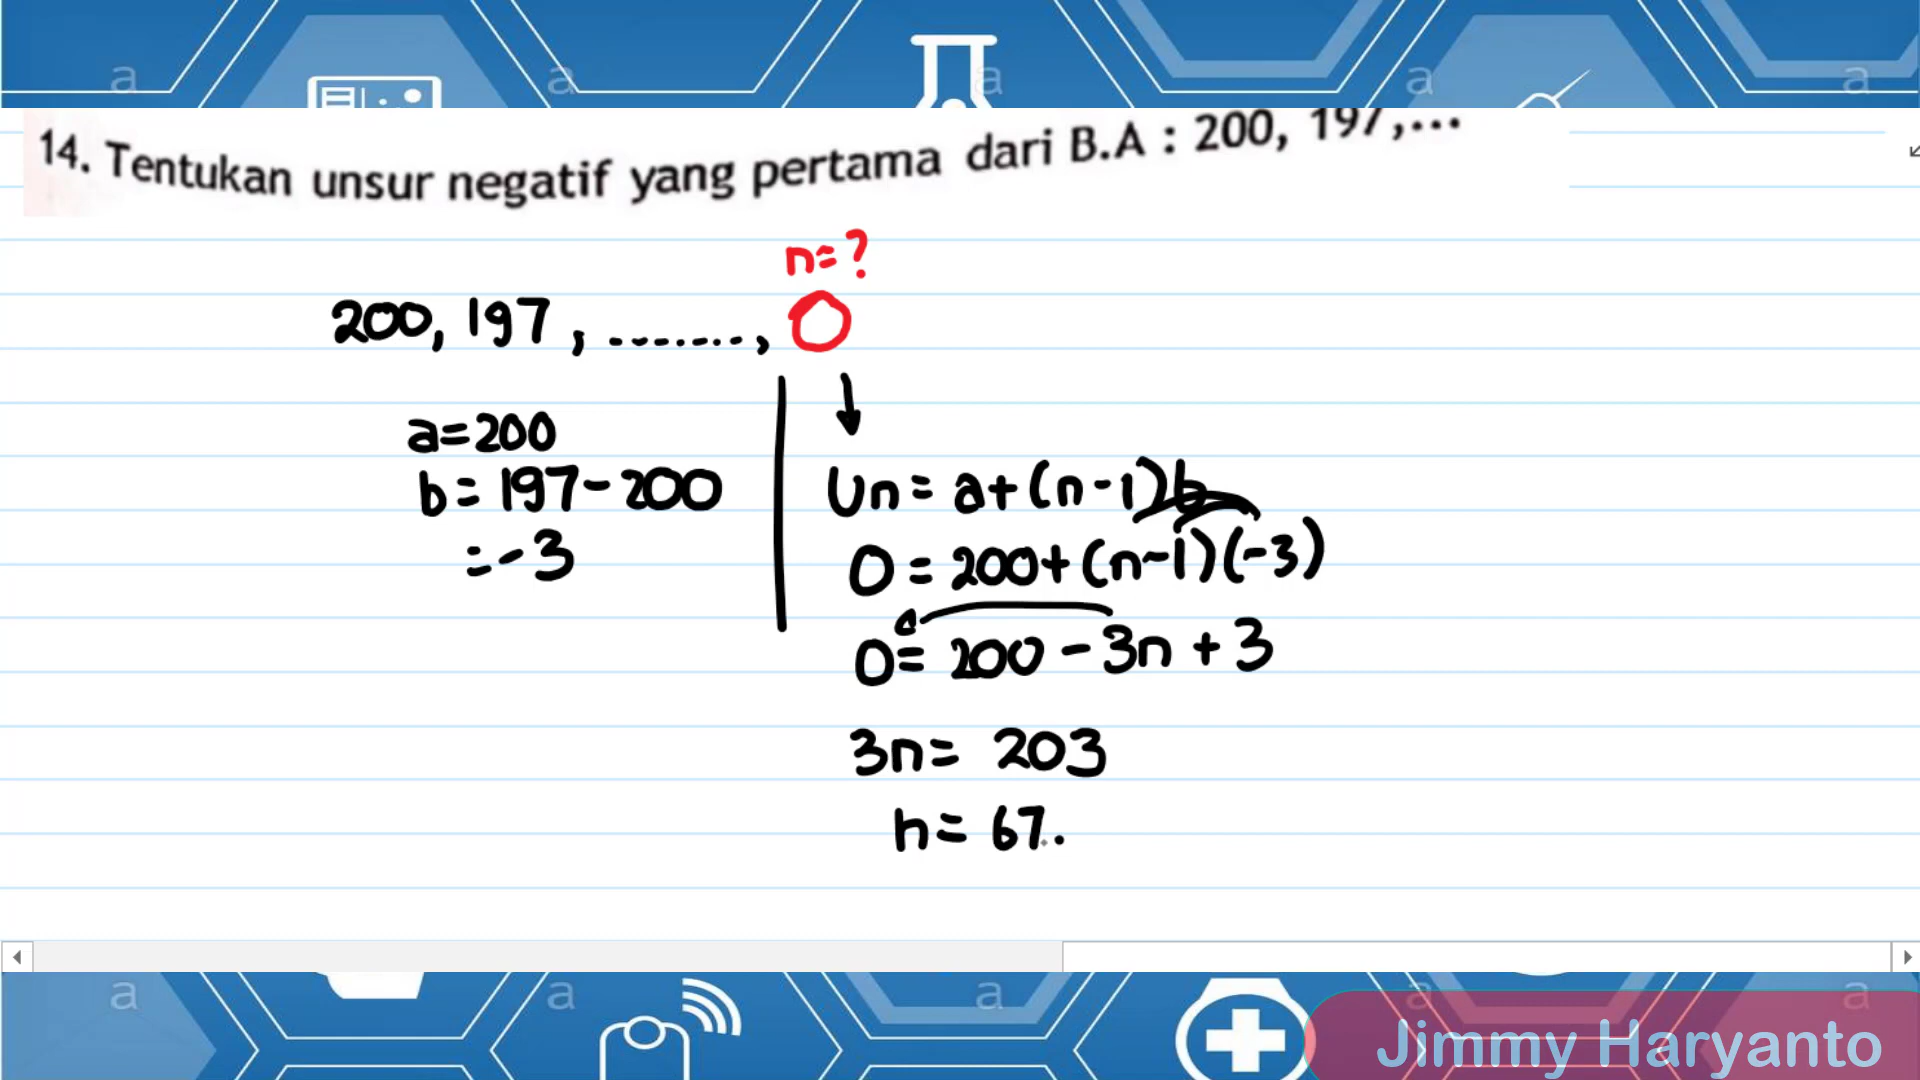 14. Tentukan unsur negatif yang pertama dari B.A : 200, 197,...
n=?
200, 197, ........, O
a=200
b= 197-200
=-3
Un= a+(n-1)b
0 = 200+(n-1)(-3)
0= 200 - 3n + 3
3n= 203
n= 67.
Jimmy Haryanto